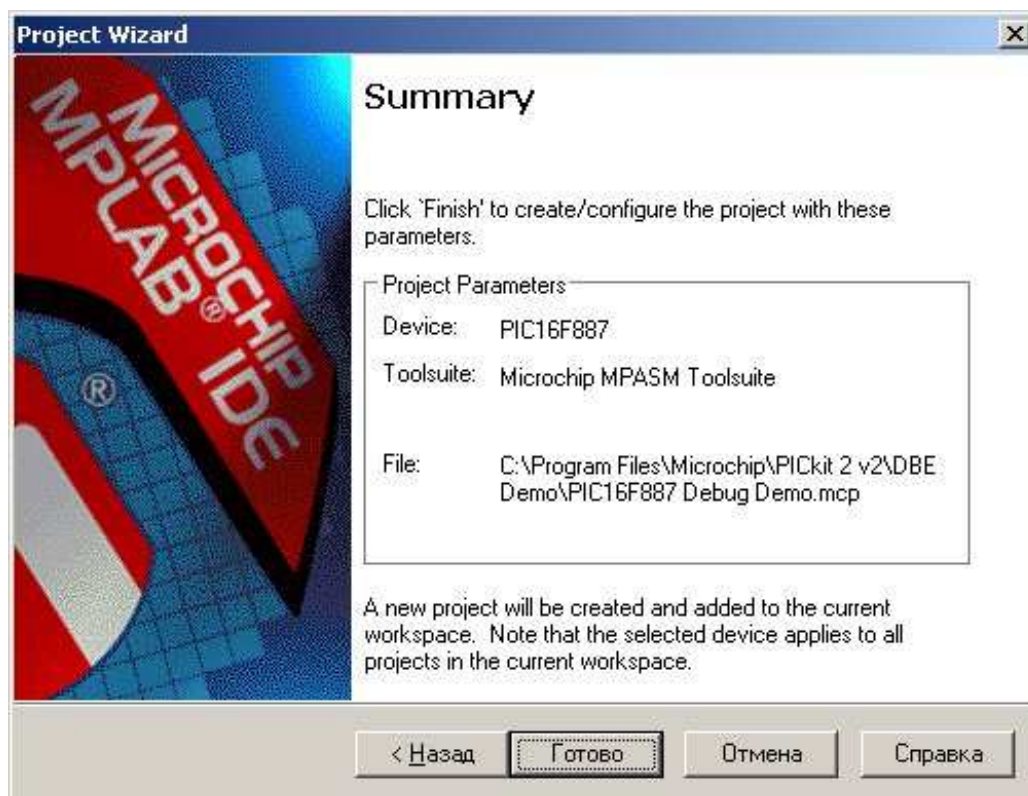 Project Wizard
MICROCHIP
MPLAB® IDE
®
Summary
Click `Finish' to create/configure the project with these
parameters.
Project Parameters
Device: PIC16F887
Toolsuite: Microchip MPASM Toolsuite
File: C:\Program Files\Microchip\PICkit 2 v2\DBE
Demo\PIC16F887 Debug Demo.mcp
A new project will be created and added to the current
workspace. Note that the selected device applies to all
projects in the current workspace.
< Назад Готово Отмена Справка